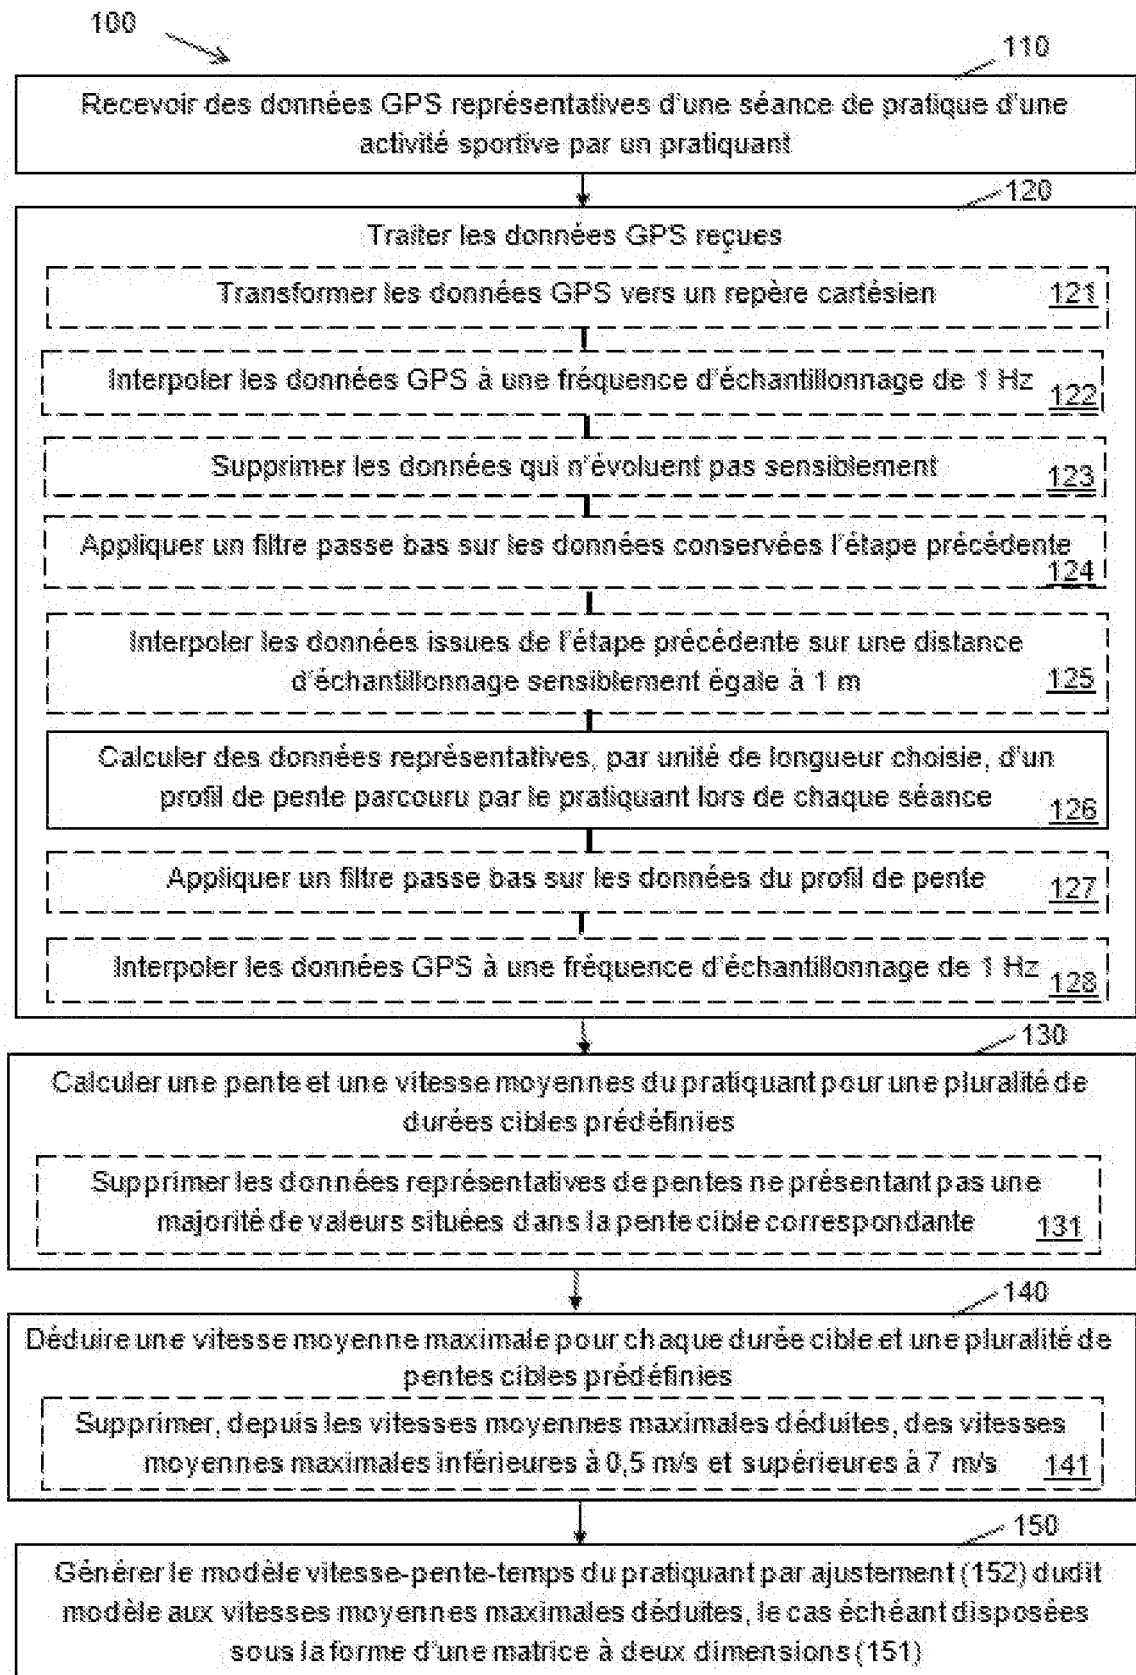 100
110
Recevoir des données GPS représentatives d'une séance de pratique d'une
activité sportive par un pratiquant
120
Traiter les données GPS reçues
Transformer les données GPS vers un repère cartésien 121
Interpoler les données GPS à une fréquence d'échantillonnage de 1 Hz 122
Supprimer les données qui n'évoluent pas sensiblement 123
Appliquer un filtre passe bas sur les données conservées l'étape précédente 124
Interpoler les données issues de l'étape précédente sur une distance
d'échantillonnage sensiblement égale à 1 m 125
Calculer des données représentatives, par unité de longueur choisie, d'un
profil de pente parcouru par le pratiquant lors de chaque séance 126
Appliquer un filtre passe bas sur les données du profil de pente 127
Interpoler les données GPS à une fréquence d'échantillonnage de 1 Hz 128
130
Calculer une pente et une vitesse moyennes du pratiquant pour une pluralité de
durées cibles prédéfinies
Supprimer les données représentatives de pentes ne présentant pas une
majorité de valeurs situées dans la pente cible correspondante 131
140
Déduire une vitesse moyenne maximale pour chaque durée cible et une pluralité de
pentes cibles prédéfinies
Supprimer, depuis les vitesses moyennes maximales déduites, des vitesses
moyennes maximales inférieures à 0,5 m/s et supérieures à 7 m/s 141
150
Générer le modèle vitesse-pente-temps du pratiquant par ajustement (152) dudit
modèle aux vitesses moyennes maximales déduites, le cas échéant disposées
sous la forme d'une matrice à deux dimensions (151)